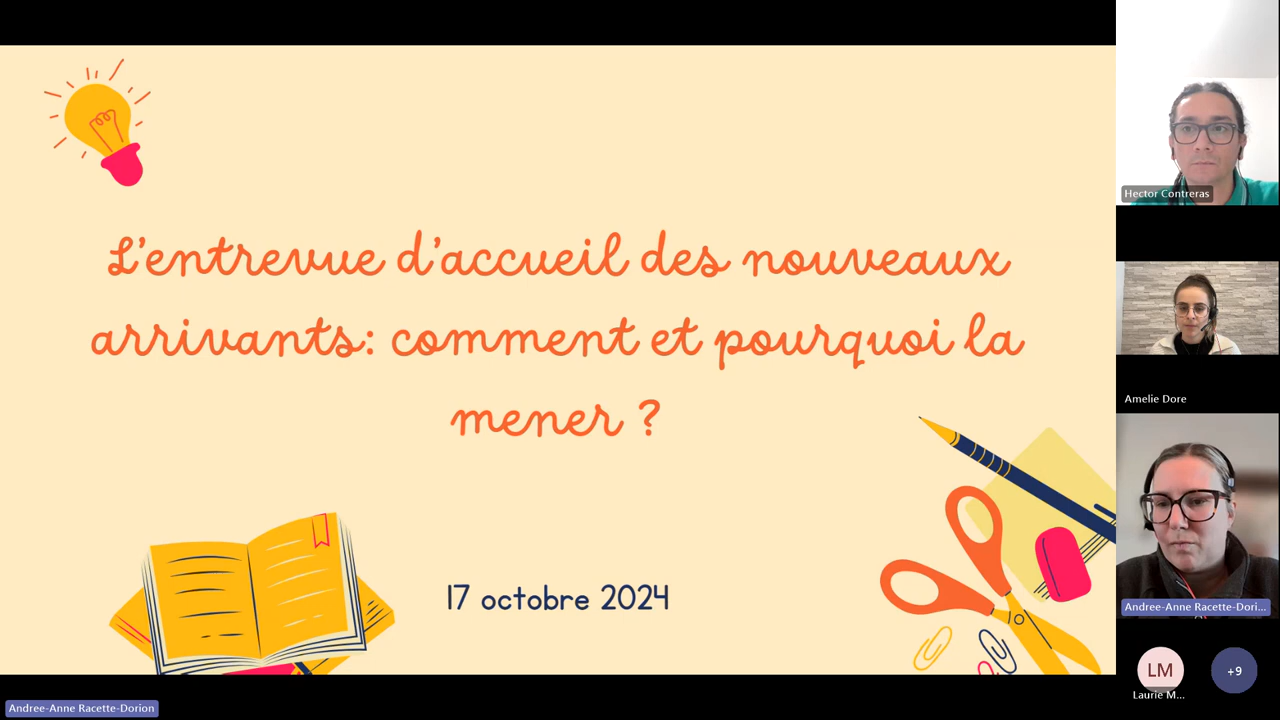 L'entrevue d'accueil des nouveaux
arrivants: comment et pourquoi la
mener ?
17 octobre 2024
Andree-Anne Racette-Dorion
Hector Contreras
Amelie Dore
Andree-Anne Racette-Dori...
LM
Laurie M...
+9